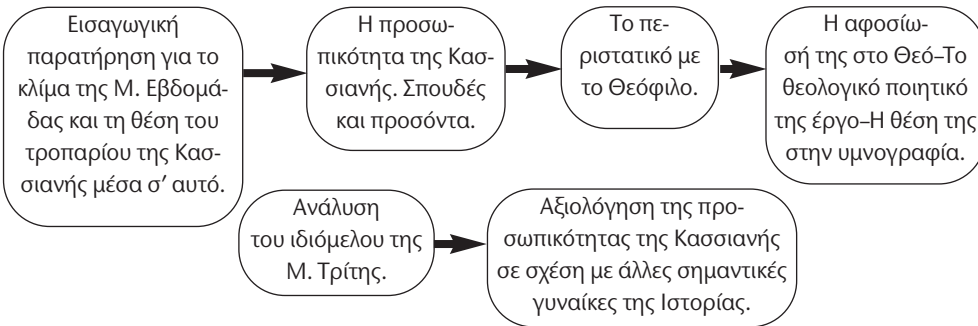 Εισαγωγική
παρατήρηση για το
κλίμα της Μ. Εβδομά-
δας και τη θέση του
τροπαρίου της Κασ-
σιανής μέσα σ’ αυτό.
Η προσω-
πικότητα της Κασ-
σιανής. Σπουδές
και προσόντα.
Το πε-
ριστατικό με
το Θεόφιλο.
Η αφοσίω-
σή της στο Θεό–Το
θεολογικό ποιητικό
της έργο–Η θέση της
στην υμνογραφία.
Ανάλυση
του ιδιόμελου της
Μ. Τρίτης.
Αξιολόγηση της προ-
σωπικότητας της Κασσιανής
σε σχέση με άλλες σημαντικές
γυναίκες της Ιστορίας.